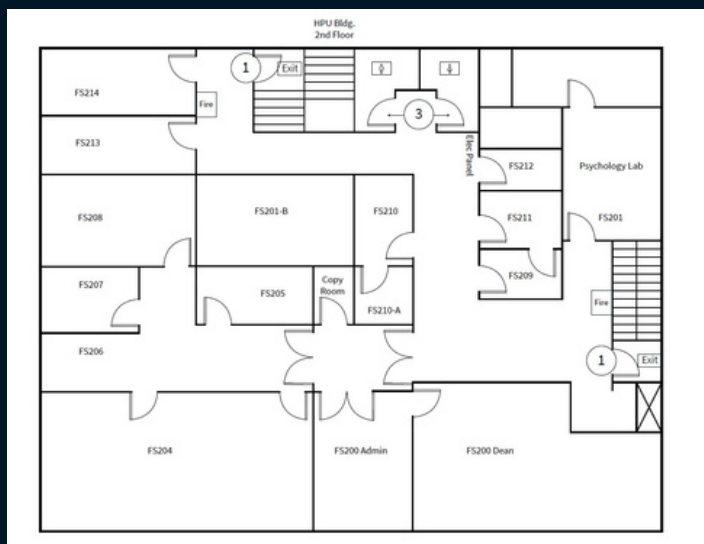 HPU Bldg.
2nd Floor
1
Exit
3
FS214
Fire
FS213
Elec Panel
FS212
Psychology Lab
FS208
FS201-B
FS210
FS211
FS201
FS207
FS205
Copy
Room
FS209
FS210-A
Fire
FS206
1
Exit
FS204
FS200 Admin
FS200 Dean